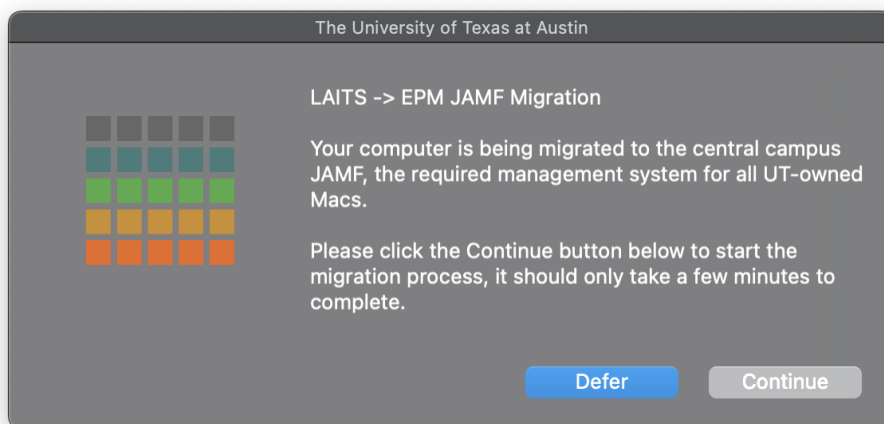 The University of Texas at Austin
LAITS -> EPM JAMF Migration
Your computer is being migrated to the central campus
JAMF, the required management system for all UT-owned
Macs.
Please click the Continue button below to start the
migration process, it should only take a few minutes to
complete.
Defer
Continue